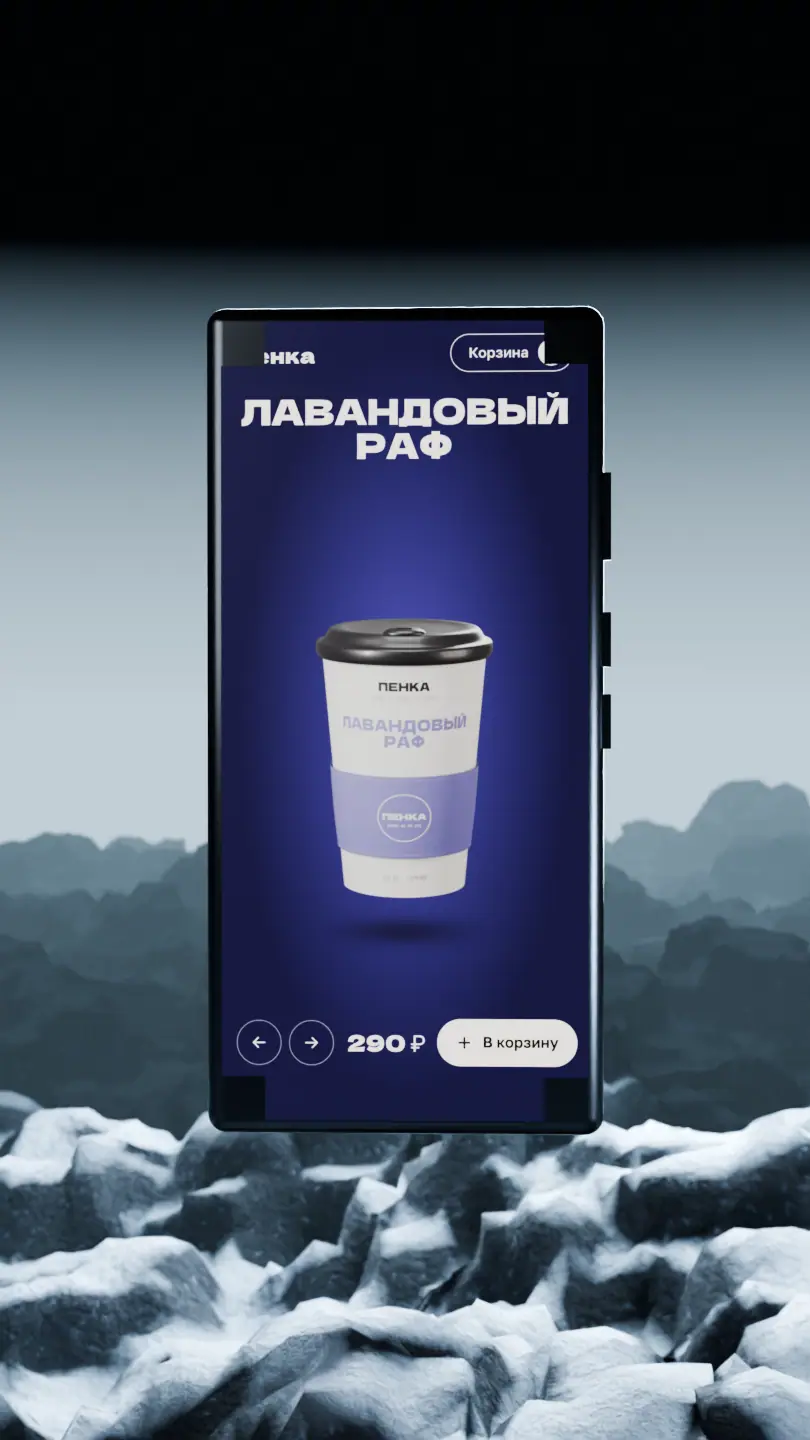 енка
Корзина
ЛАВАНДОВЫЙ
РАФ
ПЕНКА
ЛАВАНДОВЫЙ
РАФ
ПЕНКА
290 ₽
+ В корзину